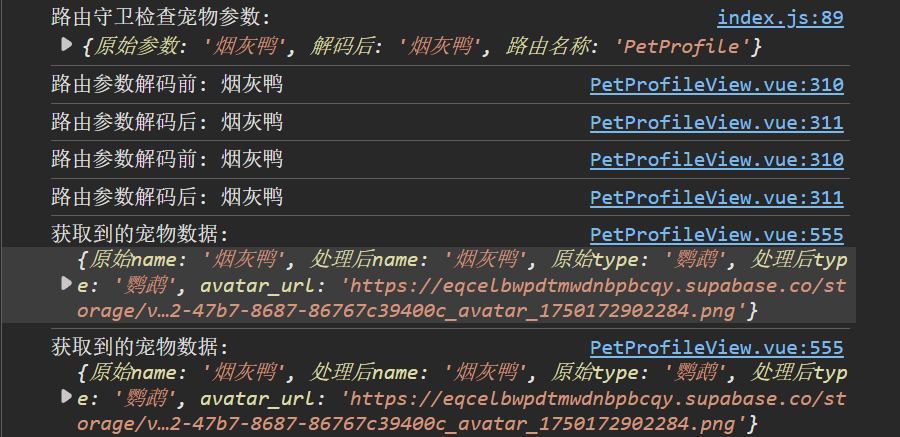 路由守卫检查宠物参数: index.js:89
{原始参数: '烟灰鸭', 解码后: '烟灰鸭', 路由名称: 'PetProfile'}
路由参数解码前: 烟灰鸭 PetProfileView.vue:310
路由参数解码后: 烟灰鸭 PetProfileView.vue:311
路由参数解码前: 烟灰鸭 PetProfileView.vue:310
路由参数解码后: 烟灰鸭 PetProfileView.vue:311
获取到的宠物数据: PetProfileView.vue:555
{原始name: '烟灰鸭', 处理后name: '烟灰鸭', 原始type: '鹦鹉', 处理后typ
e: '鹦鹉', avatar_url: 'https://eqcelbwpdtmwdnbpbcqy.supabase.co/st
orage/v…2-47b7-8687-86767c39400c_avatar_1750172902284.png'}
获取到的宠物数据: PetProfileView.vue:555
{原始name: '烟灰鸭', 处理后name: '烟灰鸭', 原始type: '鹦鹉', 处理后typ
e: '鹦鹉', avatar_url: 'https://eqcelbwpdtmwdnbpbcqy.supabase.co/st
orage/v…2-47b7-8687-86767c39400c_avatar_1750172902284.png'}